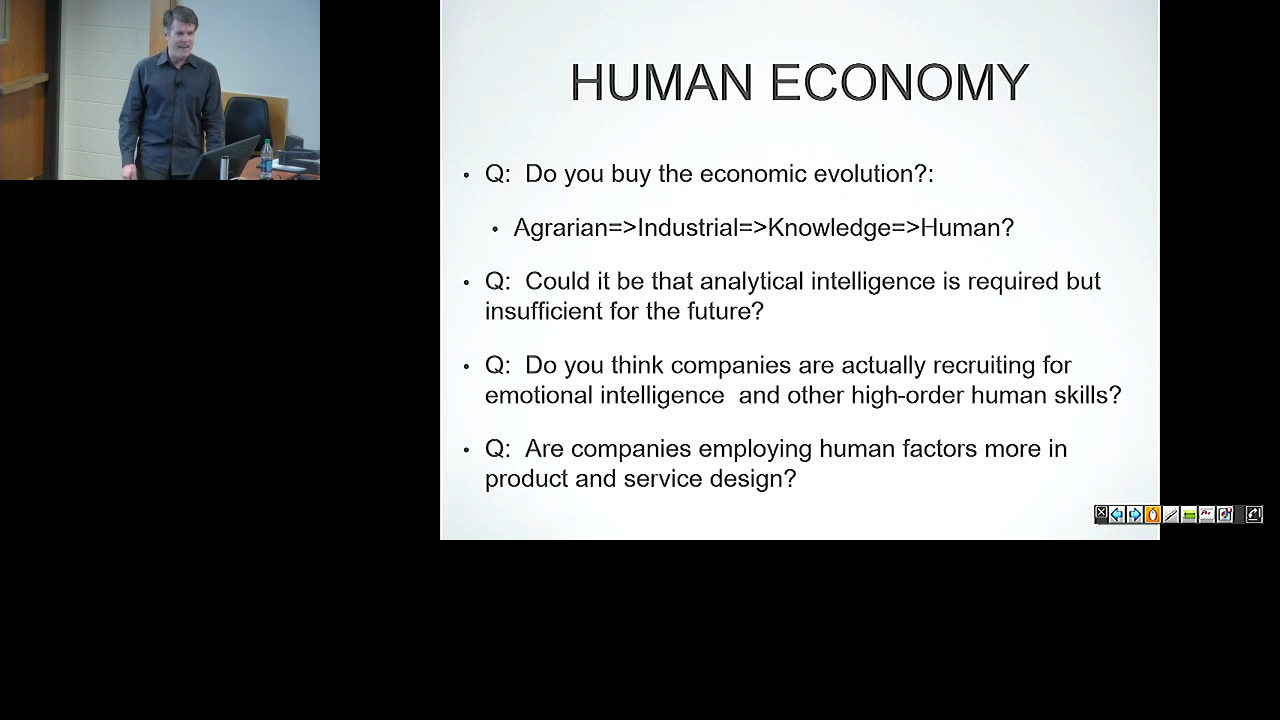 HUMAN ECONOMY
• Q: Do you buy the economic evolution?:
• Agrarian=>Industrial=>Knowledge=>Human?
• Q: Could it be that analytical intelligence is required but
insufficient for the future?
• Q: Do you think companies are actually recruiting for
emotional intelligence and other high-order human skills?
• Q: Are companies employing human factors more in
product and service design?